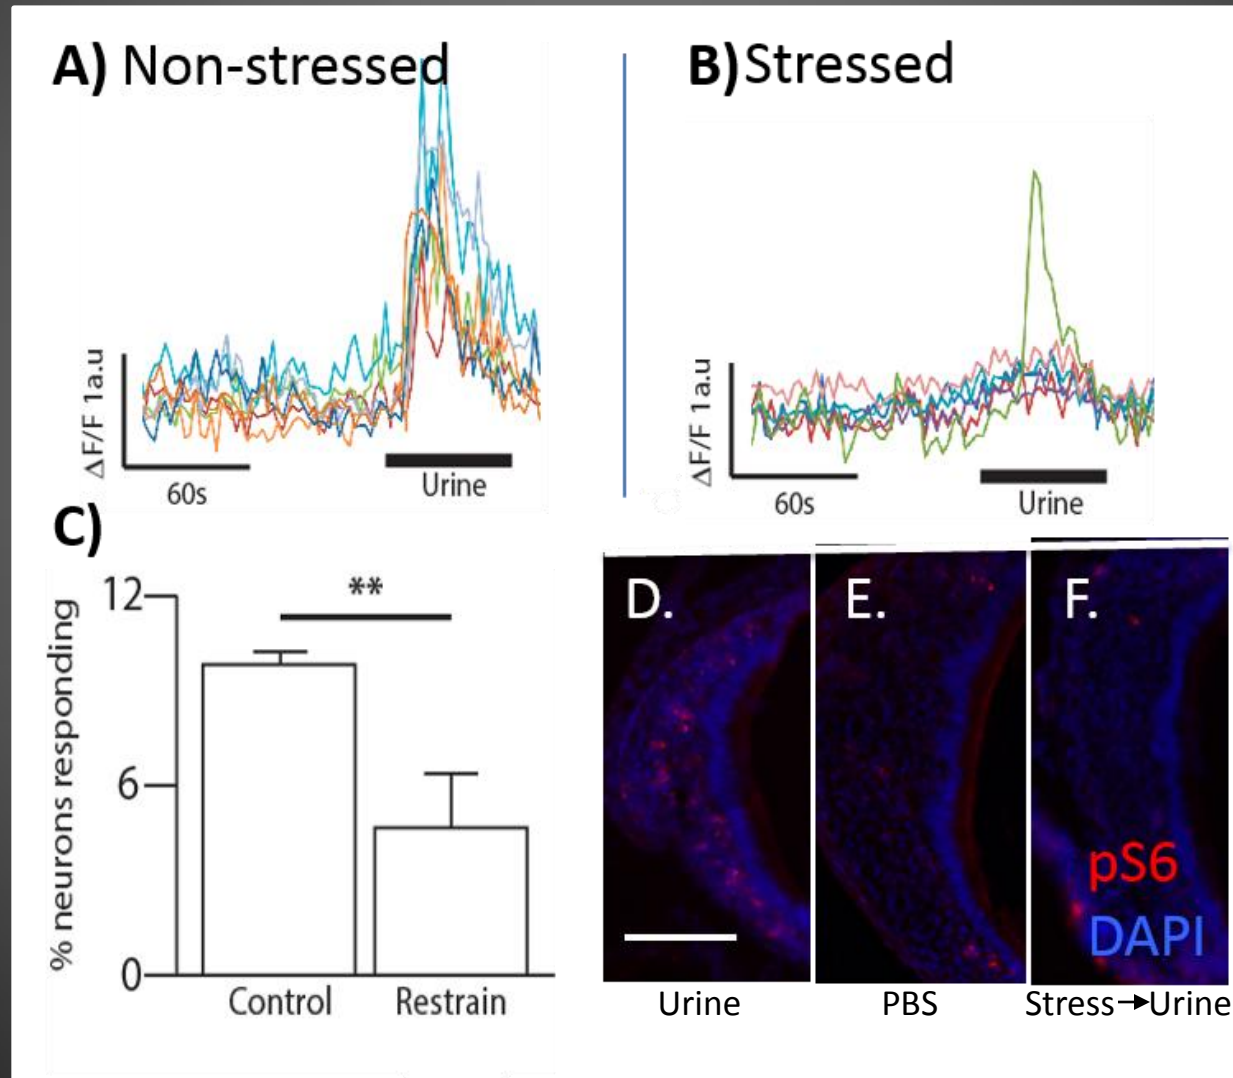 A) Non-stressed
ΔF/F 1a.u
60s
Urine
B) Stressed
ΔF/F 1a.u
60s
Urine
C)
% neurons responding
12
6
0
**
Control
Restrain
D.
E.
F.
pS6
DAPI
Urine
PBS
Stress→Urine